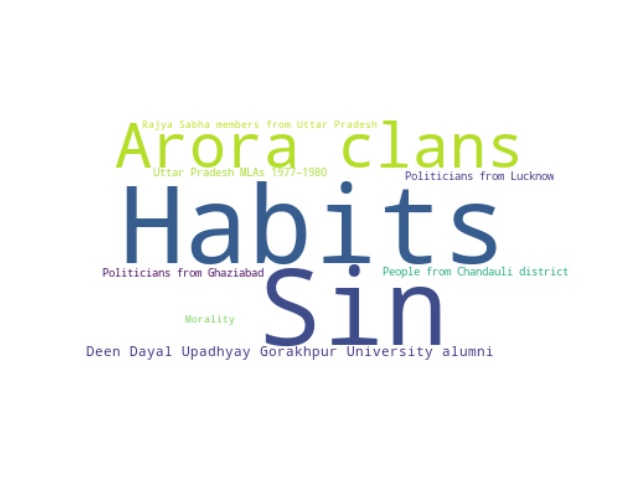 Rajya Sabha members from Uttar Pradesh
Arora clans
Uttar Pradesh MLAs 1977–1980
Politicians from Lucknow
Habits
Politicians from Ghaziabad
People from Chandauli district
Sin
Morality
Deen Dayal Upadhyay Gorakhpur University alumni